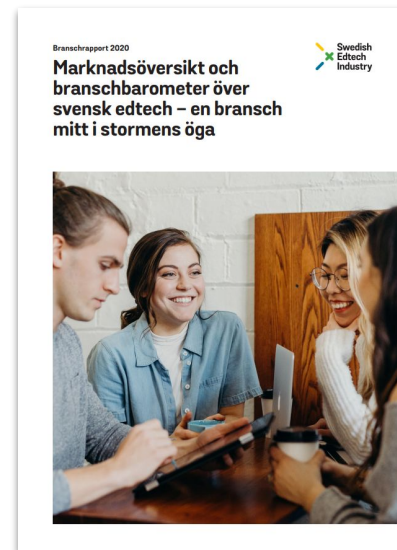 Branschrapport 2020
Marknadsöversikt och
branschbarometer över
svensk edtech – en bransch
mitt i stormens öga
Swedish
Edtech
Industry